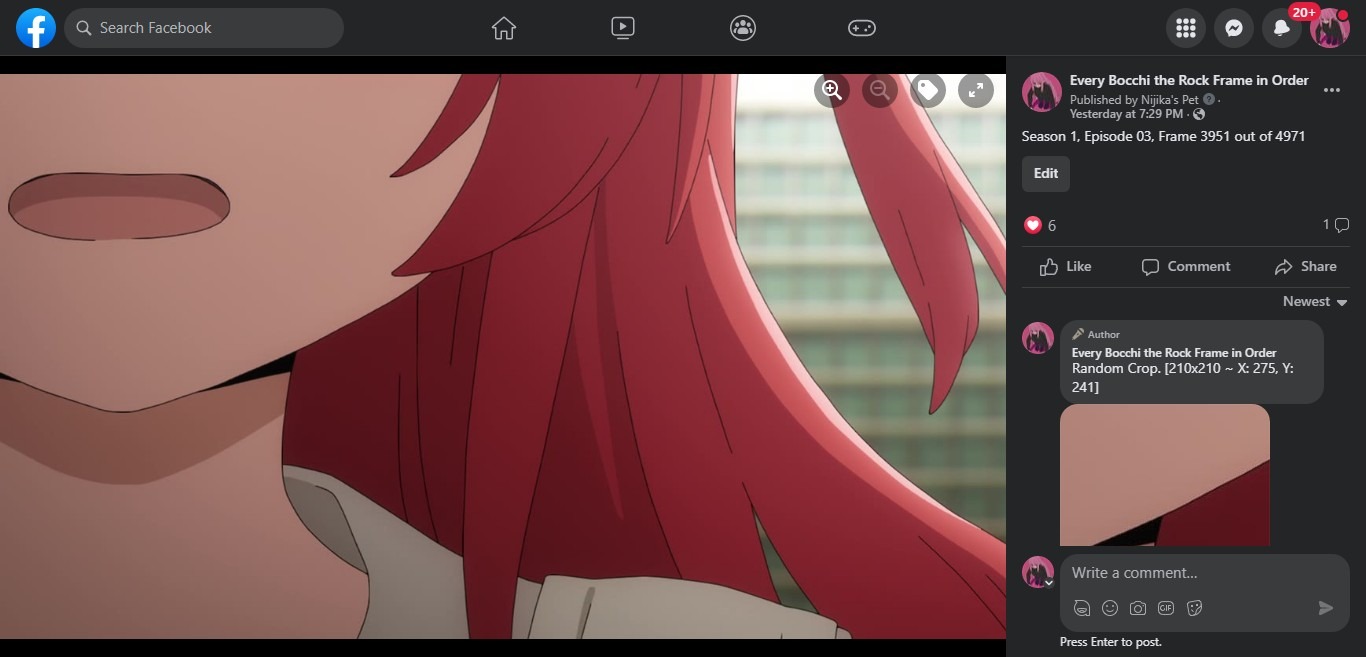 Search Facebook
20+
Every Bocchi the Rock Frame in Order
Published by Nijika's Pet ·
Yesterday at 7:29 PM ·
Season 1, Episode 03, Frame 3951 out of 4971
Edit
6
1
Like
Comment
Share
Newest
Author
Every Bocchi the Rock Frame in Order
Random Crop. [210x210 ~ X: 275, Y:
241]
Write a comment...
GIF
Press Enter to post.